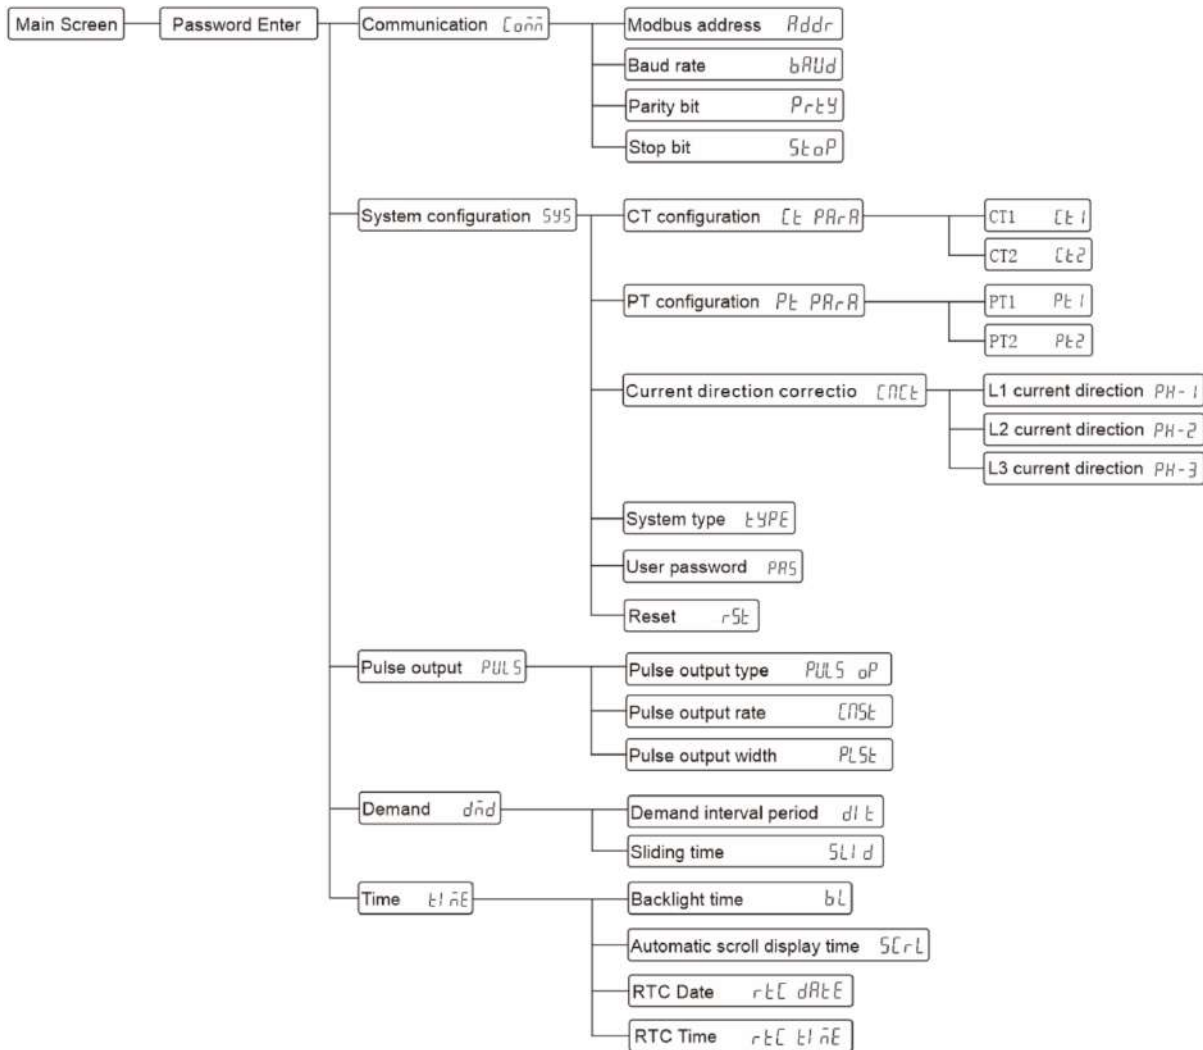 Main Screen
Password Enter
Communication Comm
Modbus address Addr
Baud rate bAUd
Parity bit PrtY
Stop bit StoP
System configuration SYS
CT configuration Ct PArA
CT1 Ct1
CT2 Ct2
PT configuration Pt PArA
PT1 Pt1
PT2 Pt2
Current direction correctio CNCt
L1 current direction PH-1
L2 current direction PH-2
L3 current direction PH-3
System type tYPE
User password PAS
Reset rSt
Pulse output PULS
Pulse output type PULS oP
Pulse output rate CNSt
Pulse output width PLSt
Demand dmd
Demand interval period dIt
Sliding time SLId
Time tImE
Backlight time bL
Automatic scroll display time SCrL
RTC Date rtC dAtE
RTC Time rtC tImE